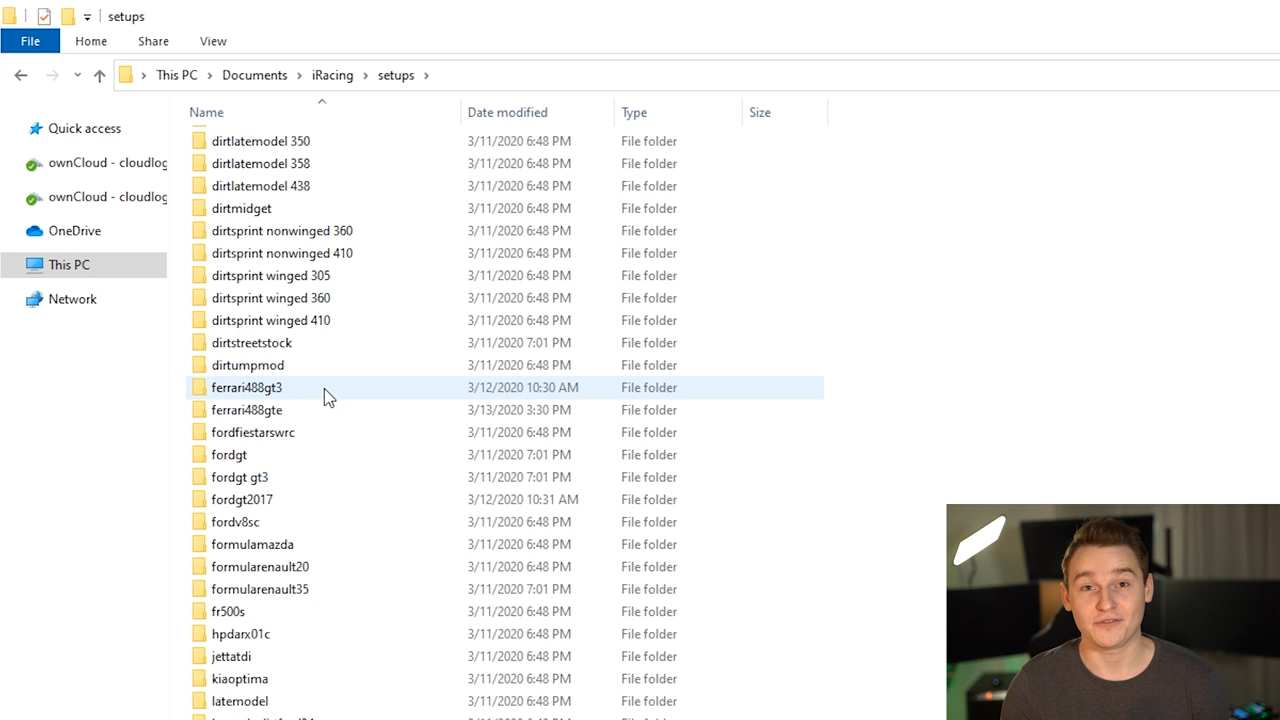 setups
File Home Share View
This PC Documents iRacing setups
Name Date modified Type Size
Quick access
ownCloud - cloudlog
ownCloud - cloudlog
OneDrive
This PC
Network
dirtlatemodel 350 3/11/2020 6:48 PM File folder
dirtlatemodel 358 3/11/2020 6:48 PM File folder
dirtlatemodel 438 3/11/2020 6:48 PM File folder
dirtmidget 3/11/2020 6:48 PM File folder
dirtsprint nonwinged 360 3/11/2020 6:48 PM File folder
dirtsprint nonwinged 410 3/11/2020 6:48 PM File folder
dirtsprint winged 305 3/11/2020 6:48 PM File folder
dirtsprint winged 360 3/11/2020 6:48 PM File folder
dirtsprint winged 410 3/11/2020 6:48 PM File folder
dirtstreetstock 3/11/2020 7:01 PM File folder
dirtumpmod 3/11/2020 6:48 PM File folder
ferrari488gt3 3/12/2020 10:30 AM File folder
ferrari488gte 3/13/2020 3:30 PM File folder
fordfiestarswrc 3/11/2020 6:48 PM File folder
fordgt 3/11/2020 7:01 PM File folder
fordgt gt3 3/11/2020 7:01 PM File folder
fordgt2017 3/12/2020 10:31 AM File folder
fordv8sc 3/11/2020 6:48 PM File folder
formulamazda 3/11/2020 6:48 PM File folder
formularenault20 3/11/2020 6:48 PM File folder
formularenault35 3/11/2020 7:01 PM File folder
fr500s 3/11/2020 6:48 PM File folder
hpdarx01c 3/11/2020 6:48 PM File folder
jettatdi 3/11/2020 6:48 PM File folder
kiaoptima 3/11/2020 6:48 PM File folder
latemodel 3/11/2020 6:48 PM File folder